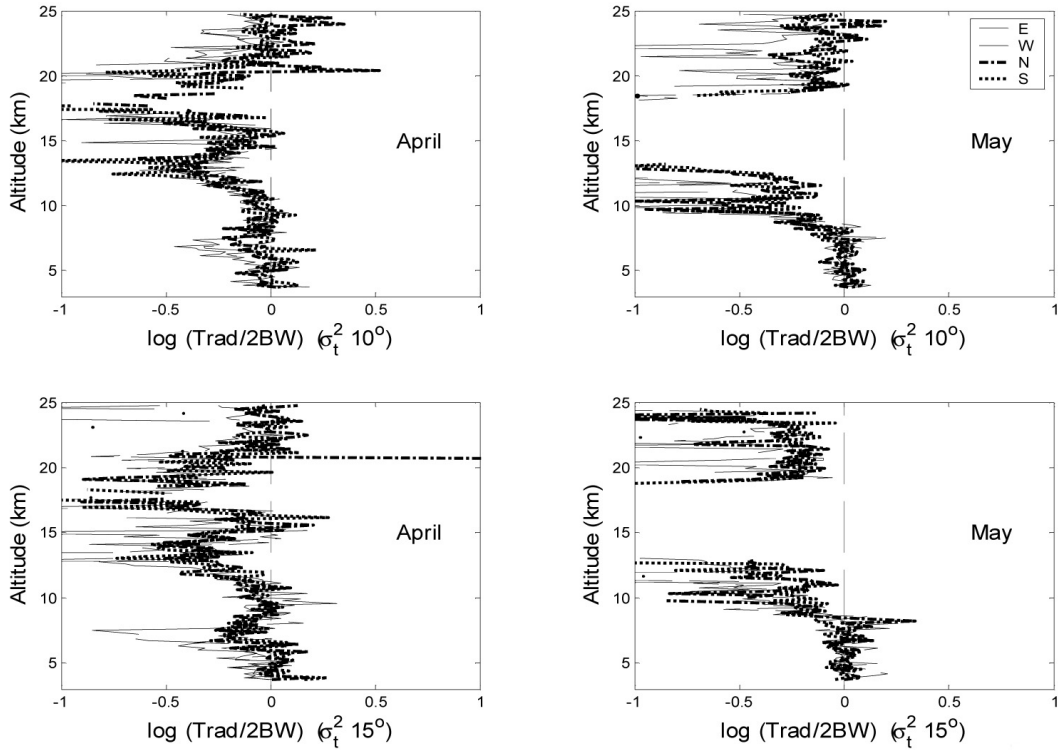 25
20
15
10
5
Altitude (km)
April
-1 -0.5 0 0.5 1
log (Trad/2BW) (σt² 10°)
25
20
15
10
5
Altitude (km)
E
W
N
S
May
-1 -0.5 0 0.5 1
log (Trad/2BW) (σt² 10°)
25
20
15
10
5
Altitude (km)
April
-1 -0.5 0 0.5 1
log (Trad/2BW) (σt² 15°)
25
20
15
10
5
Altitude (km)
May
-1 -0.5 0 0.5 1
log (Trad/2BW) (σt² 15°)